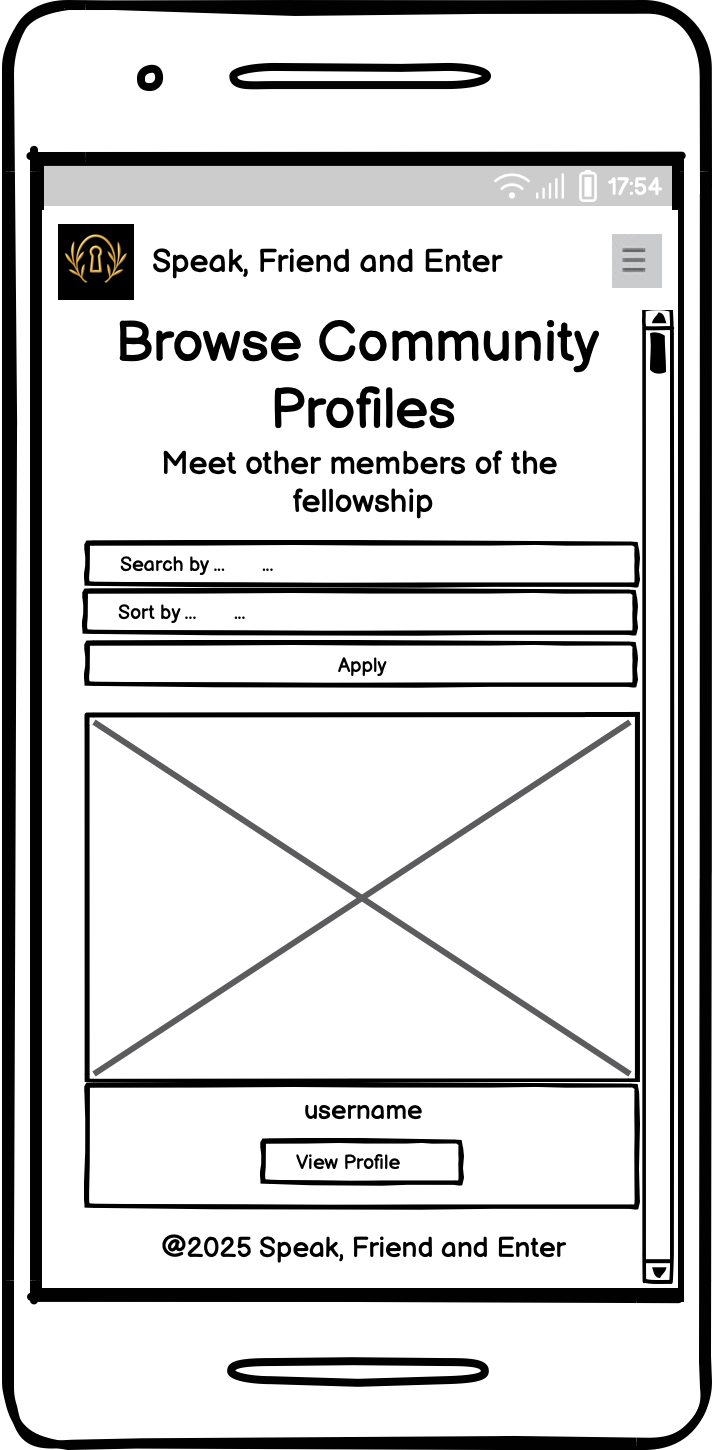 17:54
Speak, Friend and Enter
Browse Community
Profiles
Meet other members of the
fellowship
Search by ... ...
Sort by ... ...
Apply
username
View Profile
@2025 Speak, Friend and Enter